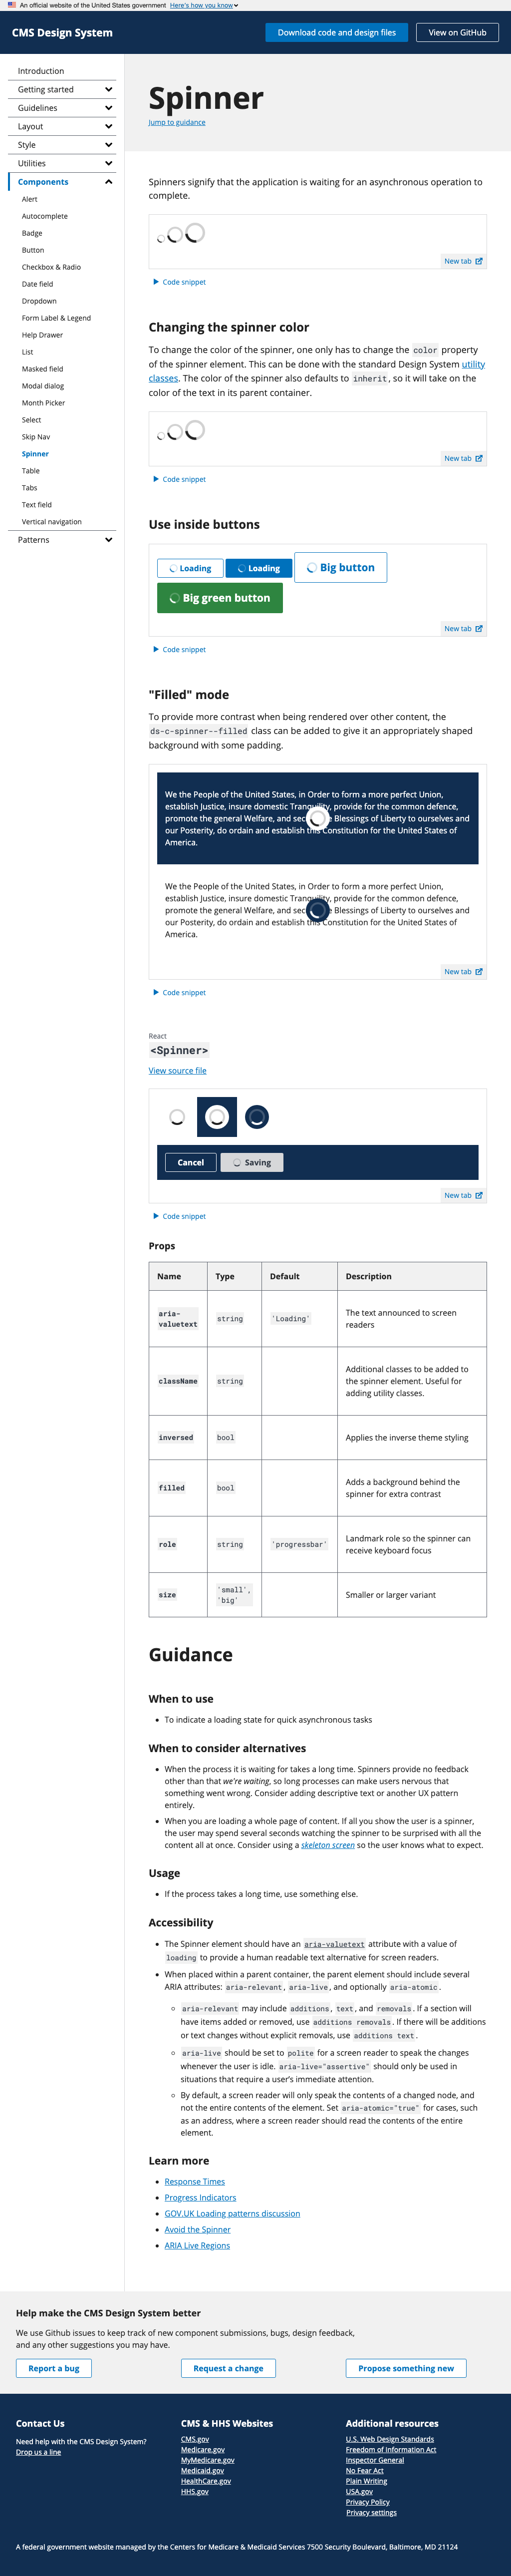 An official website of the United States government Here's how you know
CMS Design System
Download code and design files
View on GitHub
Introduction
Getting started
Guidelines
Layout
Style
Utilities
Components
Alert
Autocomplete
Badge
Button
Checkbox & Radio
Date field
Dropdown
Form Label & Legend
Help Drawer
List
Masked field
Modal dialog
Month Picker
Select
Skip Nav
Spinner
Table
Tabs
Text field
Vertical navigation
Patterns
Spinner
Jump to guidance
Spinners signify that the application is waiting for an asynchronous operation to
complete.
New tab
Code snippet
Changing the spinner color
To change the color of the spinner, one only has to change the color property
of the spinner element. This can be done with the standard Design System utility
classes. The color of the spinner also defaults to inherit, so it will take on the
color of the text in its parent container.
New tab
Code snippet
Use inside buttons
Loading
Loading
Big button
Big green button
New tab
Code snippet
"Filled" mode
To provide more contrast when being rendered over other content, the
ds-c-spinner--filled class can be added to give it an appropriately shaped
background with some padding.
We the People of the United States, in Order to form a more perfect Union,
establish Justice, insure domestic Tranquility, provide for the common defence,
promote the general Welfare, and sec e Blessings of Liberty to ourselves and
our Posterity, do ordain and establish this Constitution for the United States of
America.
We the People of the United States, in Order to form a more perfect Union,
establish Justice, insure domestic Tranquility, provide for the common defence,
promote the general Welfare, and sec e Blessings of Liberty to ourselves and
our Posterity, do ordain and establish this Constitution for the United States of
America.
New tab
Code snippet
React
<Spinner>
View source file
Cancel
Saving
New tab
Code snippet
Props
Name Type Default Description
aria-
valuetext
string
'Loading'
The text announced to screen
readers
className
string
Additional classes to be added to
the spinner element. Useful for
adding utility classes.
inversed
bool
Applies the inverse theme styling
filled
bool
Adds a background behind the
spinner for extra contrast
role
string
'progressbar'
Landmark role so the spinner can
receive keyboard focus
size
'small',
'big'
Smaller or larger variant
Guidance
When to use
• To indicate a loading state for quick asynchronous tasks
When to consider alternatives
• When the process it is waiting for takes a long time. Spinners provide no feedback
other than that we're waiting, so long processes can make users nervous that
something went wrong. Consider adding descriptive text or another UX pattern
entirely.
• When you are loading a whole page of content. If all you show the user is a spinner,
the user may spend several seconds watching the spinner to be surprised with all the
content all at once. Consider using a skeleton screen so the user knows what to expect.
Usage
• If the process takes a long time, use something else.
Accessibility
• The Spinner element should have an aria-valuetext attribute with a value of
loading to provide a human readable text alternative for screen readers.
• When placed within a parent container, the parent element should include several
ARIA attributes: aria-relevant, aria-live, and optionally aria-atomic.
◦ aria-relevant may include additions, text, and removals. If a section will
have items added or removed, use additions removals. If there will be additions
or text changes without explicit removals, use additions text.
◦ aria-live should be set to polite for a screen reader to speak the changes
whenever the user is idle. aria-live="assertive" should only be used in
situations that require a user's immediate attention.
◦ By default, a screen reader will only speak the contents of a changed node, and
not the entire contents of the element. Set aria-atomic="true" for cases, such
as an address, where a screen reader should read the contents of the entire
element.
Learn more
• Response Times
• Progress Indicators
• GOV.UK Loading patterns discussion
• Avoid the Spinner
• ARIA Live Regions
Help make the CMS Design System better
We use Github issues to keep track of new component submissions, bugs, design feedback,
and any other suggestions you may have.
Report a bug
Request a change
Propose something new
Contact Us
Need help with the CMS Design System?
Drop us a line
CMS & HHS Websites
CMS.gov
Medicare.gov
MyMedicare.gov
Medicaid.gov
HealthCare.gov
HHS.gov
Additional resources
U.S. Web Design Standards
Freedom of Information Act
Inspector General
No Fear Act
Plain Writing
USA.gov
Privacy Policy
Privacy settings
A federal government website managed by the Centers for Medicare & Medicaid Services 7500 Security Boulevard, Baltimore, MD 21124